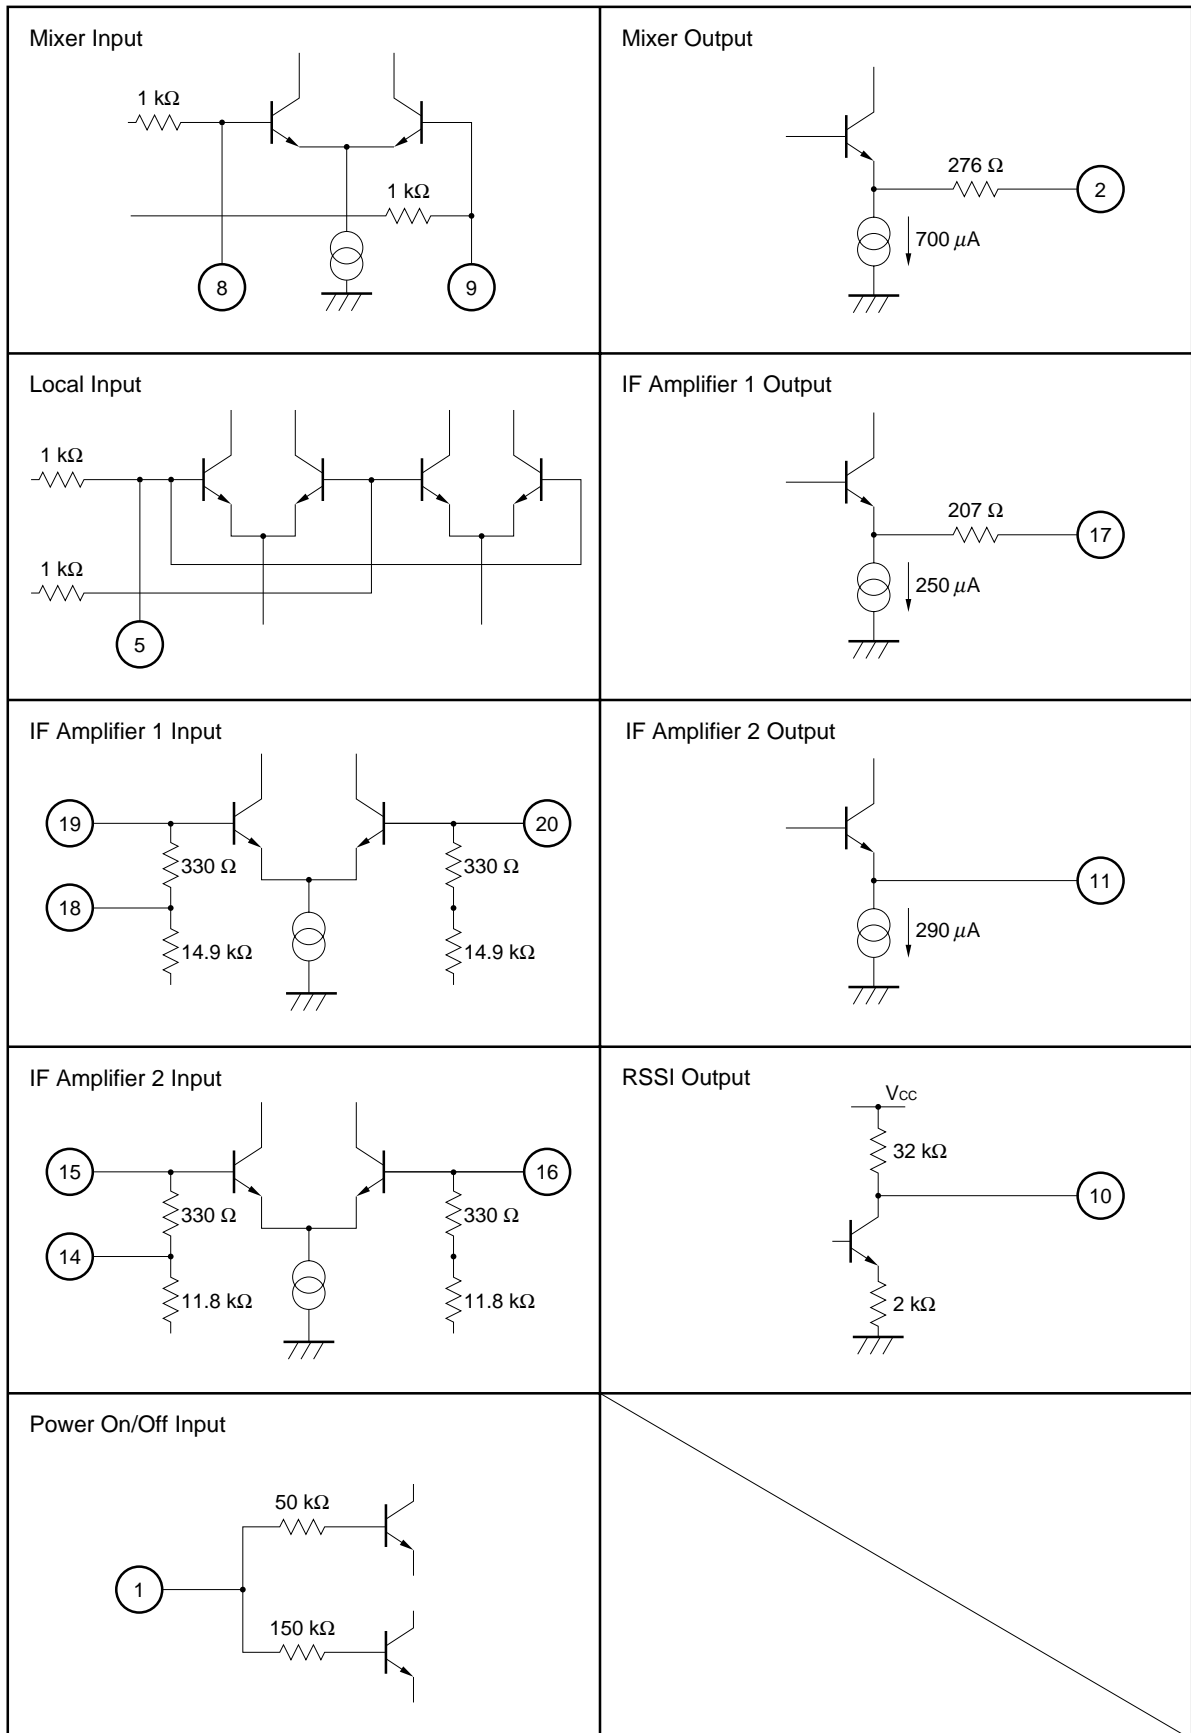 Mixer Input
1 kΩ
1 kΩ
8
9
Mixer Output
276 Ω
2
700 μA
Local Input
1 kΩ
1 kΩ
5
IF Amplifier 1 Output
207 Ω
17
250 μA
IF Amplifier 1 Input
19
20
330 Ω
330 Ω
18
14.9 kΩ
14.9 kΩ
IF Amplifier 2 Output
11
290 μA
IF Amplifier 2 Input
15
16
330 Ω
330 Ω
14
11.8 kΩ
11.8 kΩ
RSSI Output
VCC
32 kΩ
10
2 kΩ
Power On/Off Input
50 kΩ
1
150 kΩ